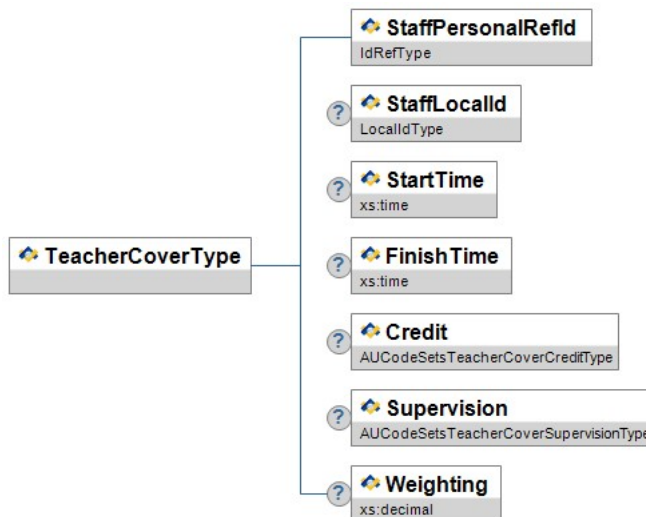 StaffPersonalRefId
IdRefType
?
StaffLocalId
LocalIdType
?
StartTime
xs:time
TeacherCoverType
?
FinishTime
xs:time
?
Credit
AUCodeSetsTeacherCoverCreditType
?
Supervision
AUCodeSetsTeacherCoverSupervisionType
?
Weighting
xs:decimal